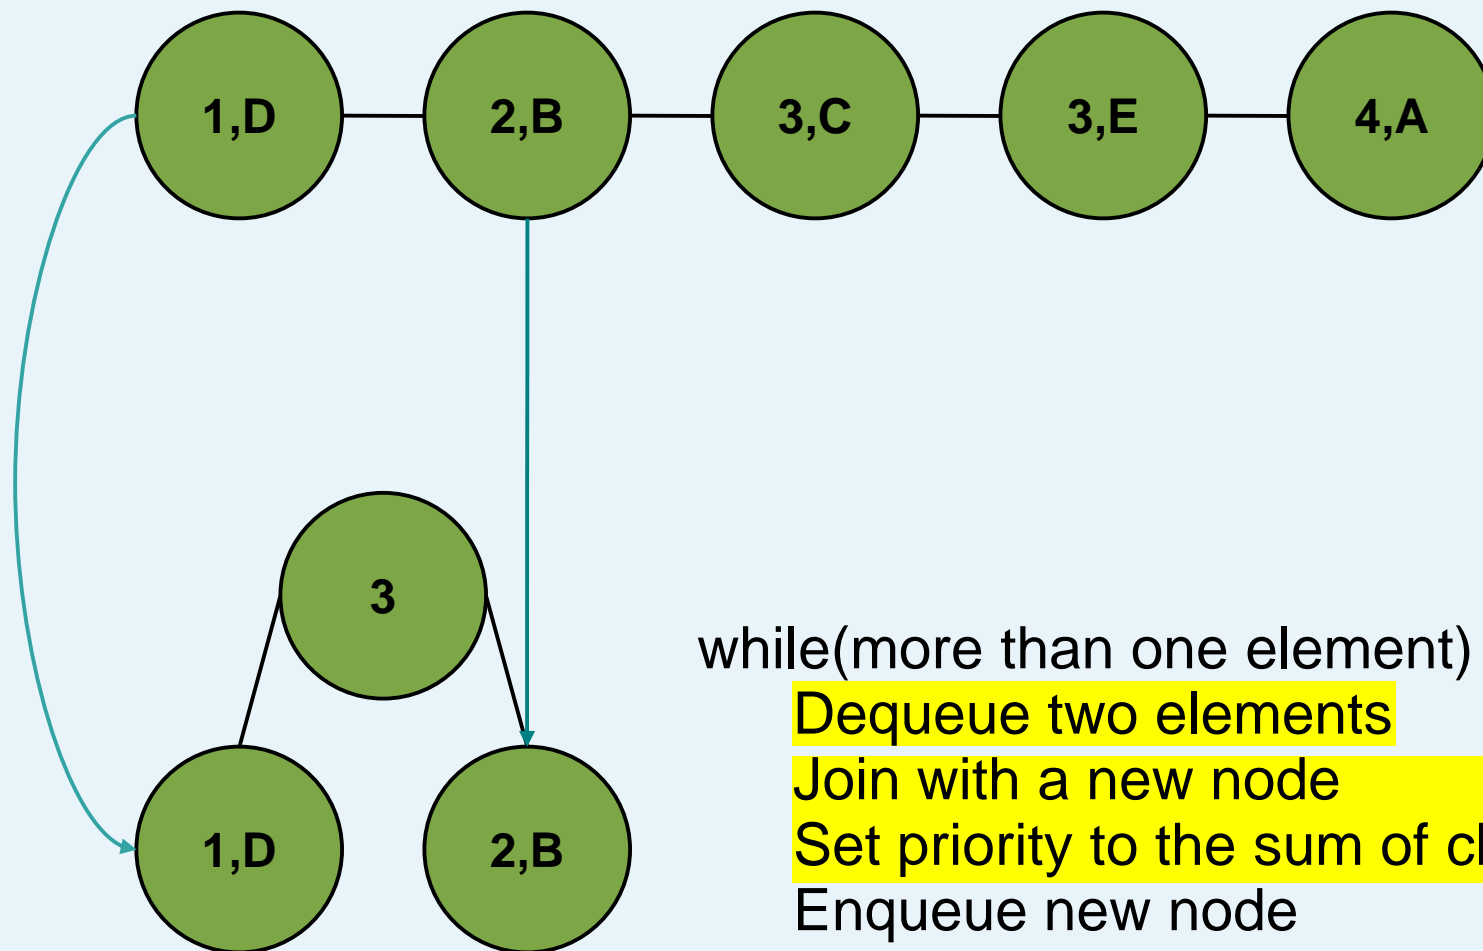 1,D 2,B 3,C 3,E 4,A
3
while(more than one element)
Dequeue two elements
Join with a new node
Set priority to the sum of
1,D 2,B
Enqueue new node